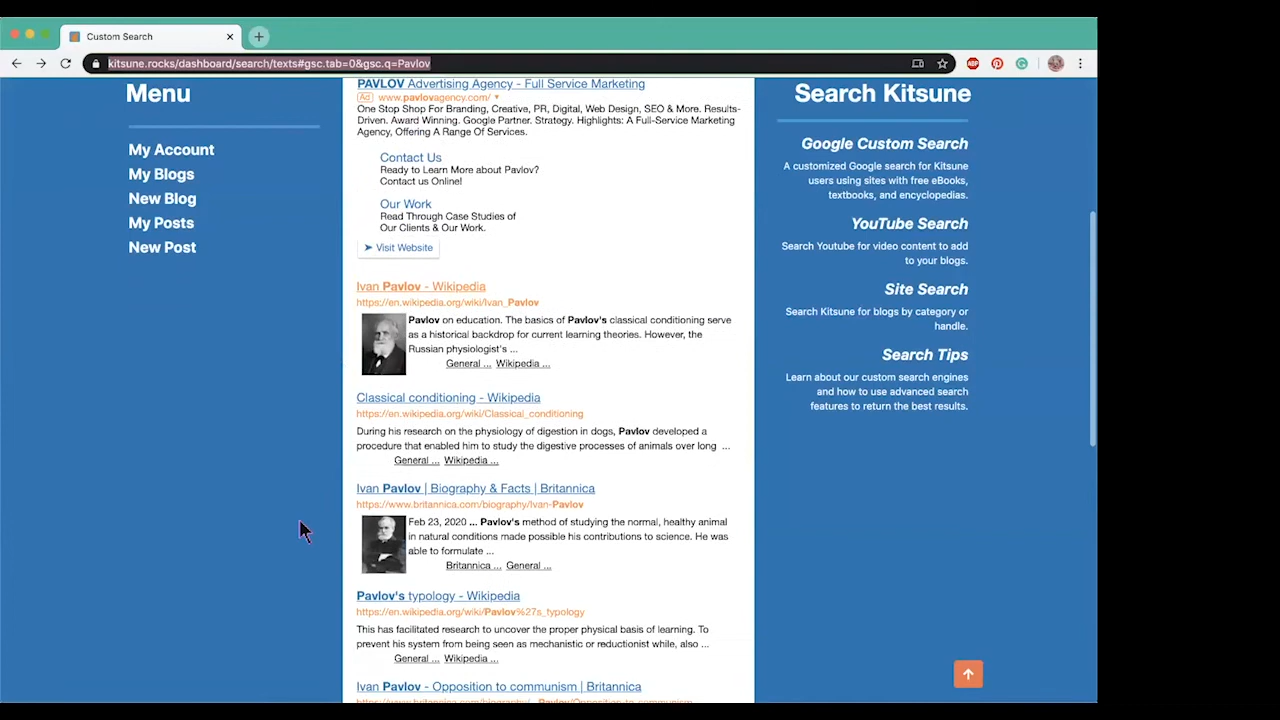 Custom Search
kitsune.rocks/dashboard/search/texts#gsc.tab=0&gsc.q=Pavlov
Menu
My Account
My Blogs
New Blog
My Posts
New Post
PAVLOV Advertising Agency - Full Service Marketing
Ad www.pavlovagency.com/
One Stop Shop For Branding, Creative, PR, Digital, Web Design, SEO & More. Results-
Driven. Award Winning. Google Partner. Strategy. Highlights: A Full-Service Marketing
Agency, Offering A Range Of Services.
Contact Us
Ready to Learn More about Pavlov?
Contact us Online!
Our Work
Read Through Case Studies of
Our Clients & Our Work.
Visit Website
Ivan Pavlov - Wikipedia
https://en.wikipedia.org/wiki/Ivan_Pavlov
Pavlov on education. The basics of Pavlov's classical conditioning serve
as a historical backdrop for current learning theories. However, the
Russian physiologist's ...
General ... Wikipedia ...
Classical conditioning - Wikipedia
https://en.wikipedia.org/wiki/Classical_conditioning
During his research on the physiology of digestion in dogs, Pavlov developed a
procedure that enabled him to study the digestive processes of animals over long ...
General ... Wikipedia ...
Ivan Pavlov | Biography & Facts | Britannica
https://www.britannica.com/biography/Ivan-Pavlov
Feb 23, 2020 ... Pavlov's method of studying the normal, healthy animal
in natural conditions made possible his contributions to science. He was
able to formulate ...
Britannica ... General ...
Pavlov's typology - Wikipedia
https://en.wikipedia.org/wiki/Pavlov%27s_typology
This has facilitated research to uncover the proper physical basis of learning. To
prevent his system from being seen as mechanistic or reductionist while, also ...
General ... Wikipedia ...
Ivan Pavlov - Opposition to communism | Britannica
Search Kitsune
Google Custom Search
A customized Google search for Kitsune
users using sites with free eBooks,
textbooks, and encyclopedias.
YouTube Search
Search Youtube for video content to add
to your blogs.
Site Search
Search Kitsune for blogs by category or
handle.
Search Tips
Learn about our custom search engines
and how to use advanced search
features to return the best results.